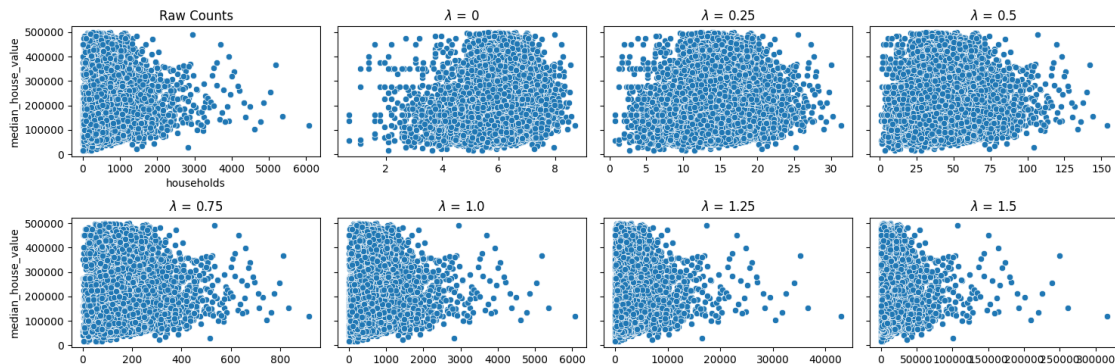 Raw Counts
λ = 0
λ = 0.25
λ = 0.5
median_house_value
500000
400000
300000
200000
100000
0
0 1000 2000 3000 4000 5000 6000
2 4 6 8
0 5 10 15 20 25 30
0 25 50 75 100 125 150
households
λ = 0.75
λ = 1.0
λ = 1.25
λ = 1.5
median_house_value
500000
400000
300000
200000
100000
0
0 200 400 600 800
0 1000 2000 3000 4000 5000 6000
0 10000 20000 30000 40000
0 50000 100000 150000 200000 250000 300000